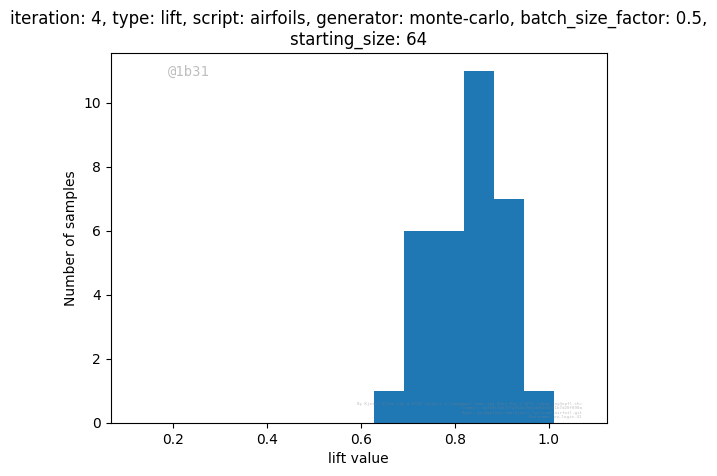 iteration: 4, type: lift, script: airfoils, generator: monte-carlo, batch_size_factor: 0.5,
starting_size: 64
@1b31
10
8
6
4
2
0
Number of samples
0.2 0.4 0.6 0.8 1.0
lift value